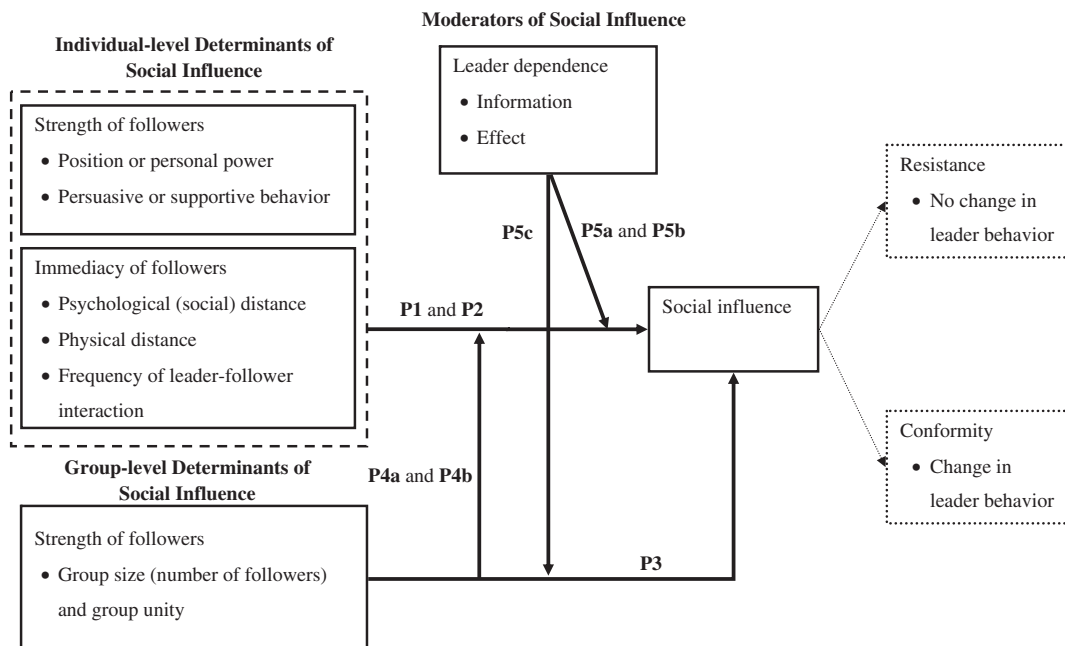 Moderators of Social Influence
Individual-level Determinants of
Social Influence
Leader dependence
• Information
• Effect
Strength of followers
• Position or personal power
• Persuasive or supportive behavior
Immediacy of followers
• Psychological (social) distance
• Physical distance
• Frequency of leader-follower
interaction
P5c
P5a and P5b
P1 and P2
Social influence
Resistance
• No change in
leader behavior
Conformity
• Change in
leader behavior
Group-level Determinants of
Social Influence
P4a and P4b
Strength of followers
• Group size (number of followers)
and group unity
P3